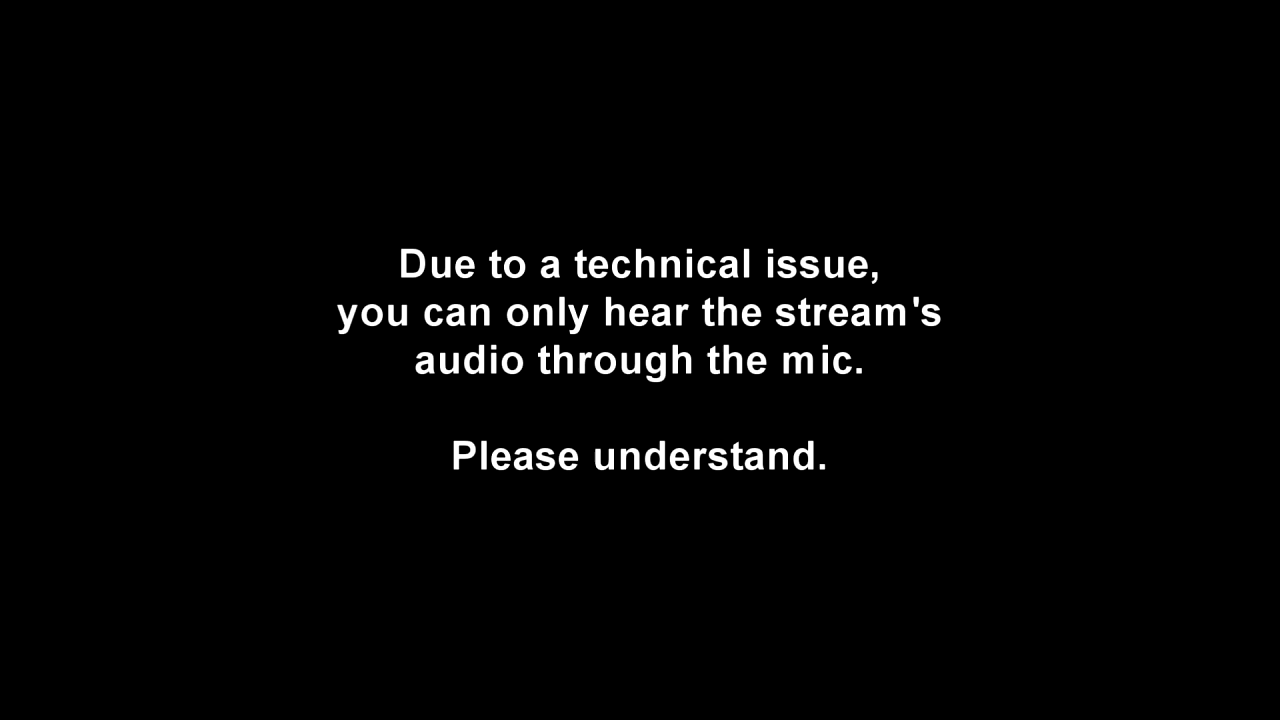 Due to a technical issue,
you can only hear the stream's
audio through the mic.
Please understand.